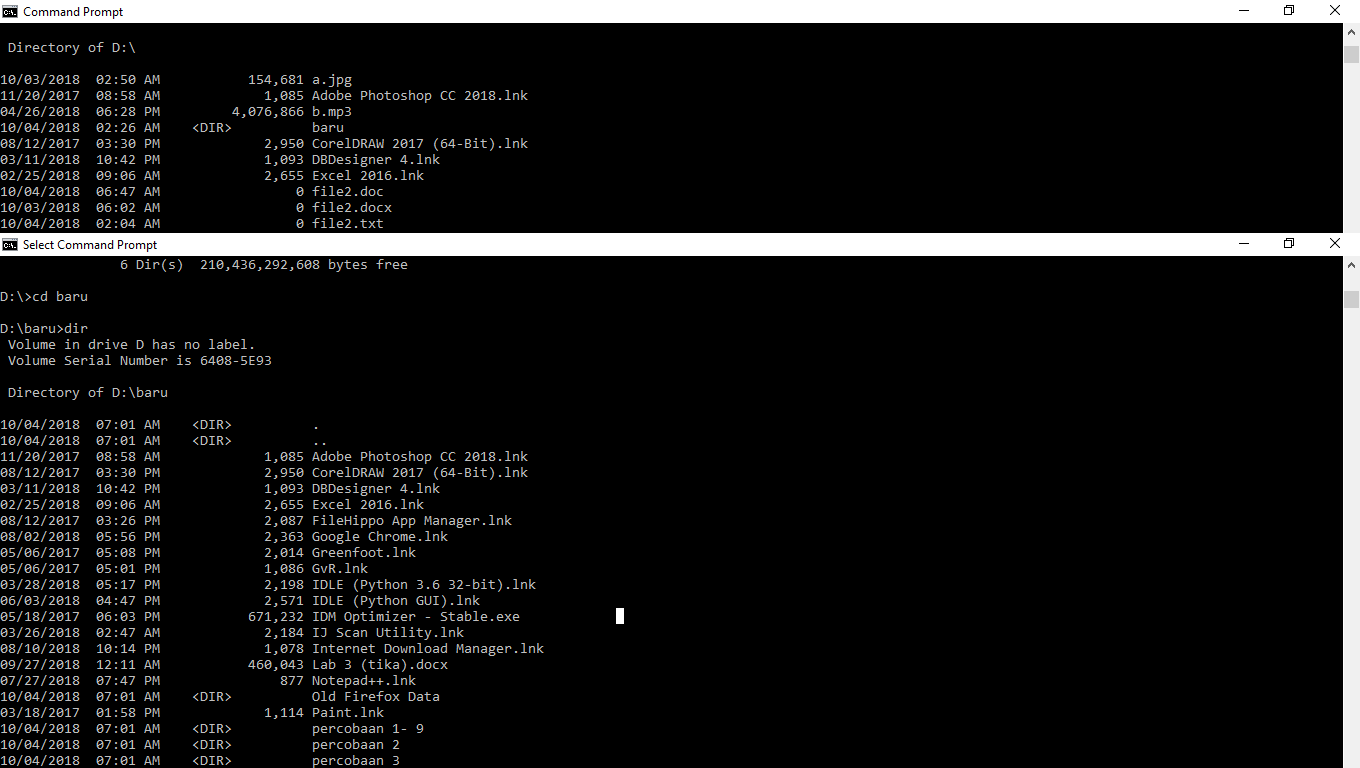 Command Prompt
Directory of D:\
10/03/2018  02:50 AM           154,681 a.jpg
11/20/2017  08:58 AM             1,085 Adobe Photoshop CC 2018.lnk
04/26/2018  06:28 PM         4,076,866 b.mp3
10/04/2018  02:26 AM    <DIR>          baru
08/12/2017  03:30 PM             2,950 CorelDRAW 2017 (64-Bit).lnk
03/11/2018  10:42 PM             1,093 DBDesigner 4.lnk
02/25/2018  09:06 AM             2,655 Excel 2016.lnk
10/04/2018  06:47 AM                 0 file2.doc
10/03/2018  06:02 AM                 0 file2.docx
10/04/2018  02:04 AM                 0 file2.txt
Select Command Prompt
6 Dir(s)  210,436,292,608 bytes free
D:\>cd baru
D:\baru>dir
Volume in drive D has no label.
Volume Serial Number is 6408-5E93
Directory of D:\baru
10/04/2018  07:01 AM    <DIR>          .
10/04/2018  07:01 AM    <DIR>          ..
11/20/2017  08:58 AM             1,085 Adobe Photoshop CC 2018.lnk
08/12/2017  03:30 PM             2,950 CorelDRAW 2017 (64-Bit).lnk
03/11/2018  10:42 PM             1,093 DBDesigner 4.lnk
02/25/2018  09:06 AM             2,655 Excel 2016.lnk
08/12/2017  03:26 PM             2,087 FileHippo App Manager.lnk
08/02/2018  05:56 PM             2,363 Google Chrome.lnk
05/06/2017  05:08 PM             2,014 Greenfoot.lnk
05/06/2017  05:01 PM             1,086 GvR.lnk
03/28/2018  05:17 PM             2,198 IDLE (Python 3.6 32-bit).lnk
06/03/2018  04:47 PM             2,571 IDLE (Python GUI).lnk
05/18/2017  06:03 PM           671,232 IDM Optimizer - Stable.exe
03/26/2018  02:47 AM             2,184 IJ Scan Utility.lnk
08/10/2018  10:14 PM             1,078 Internet Download Manager.lnk
09/27/2018  12:11 AM           460,043 Lab 3 (tika).docx
07/27/2018  07:47 PM               877 Notepad++.lnk
10/04/2018  07:01 AM    <DIR>          Old Firefox Data
03/18/2017  01:58 PM             1,114 Paint.lnk
10/04/2018  07:01 AM    <DIR>          percobaan 1- 9
10/04/2018  07:01 AM    <DIR>          percobaan 2
10/04/2018  07:01 AM    <DIR>          percobaan 3